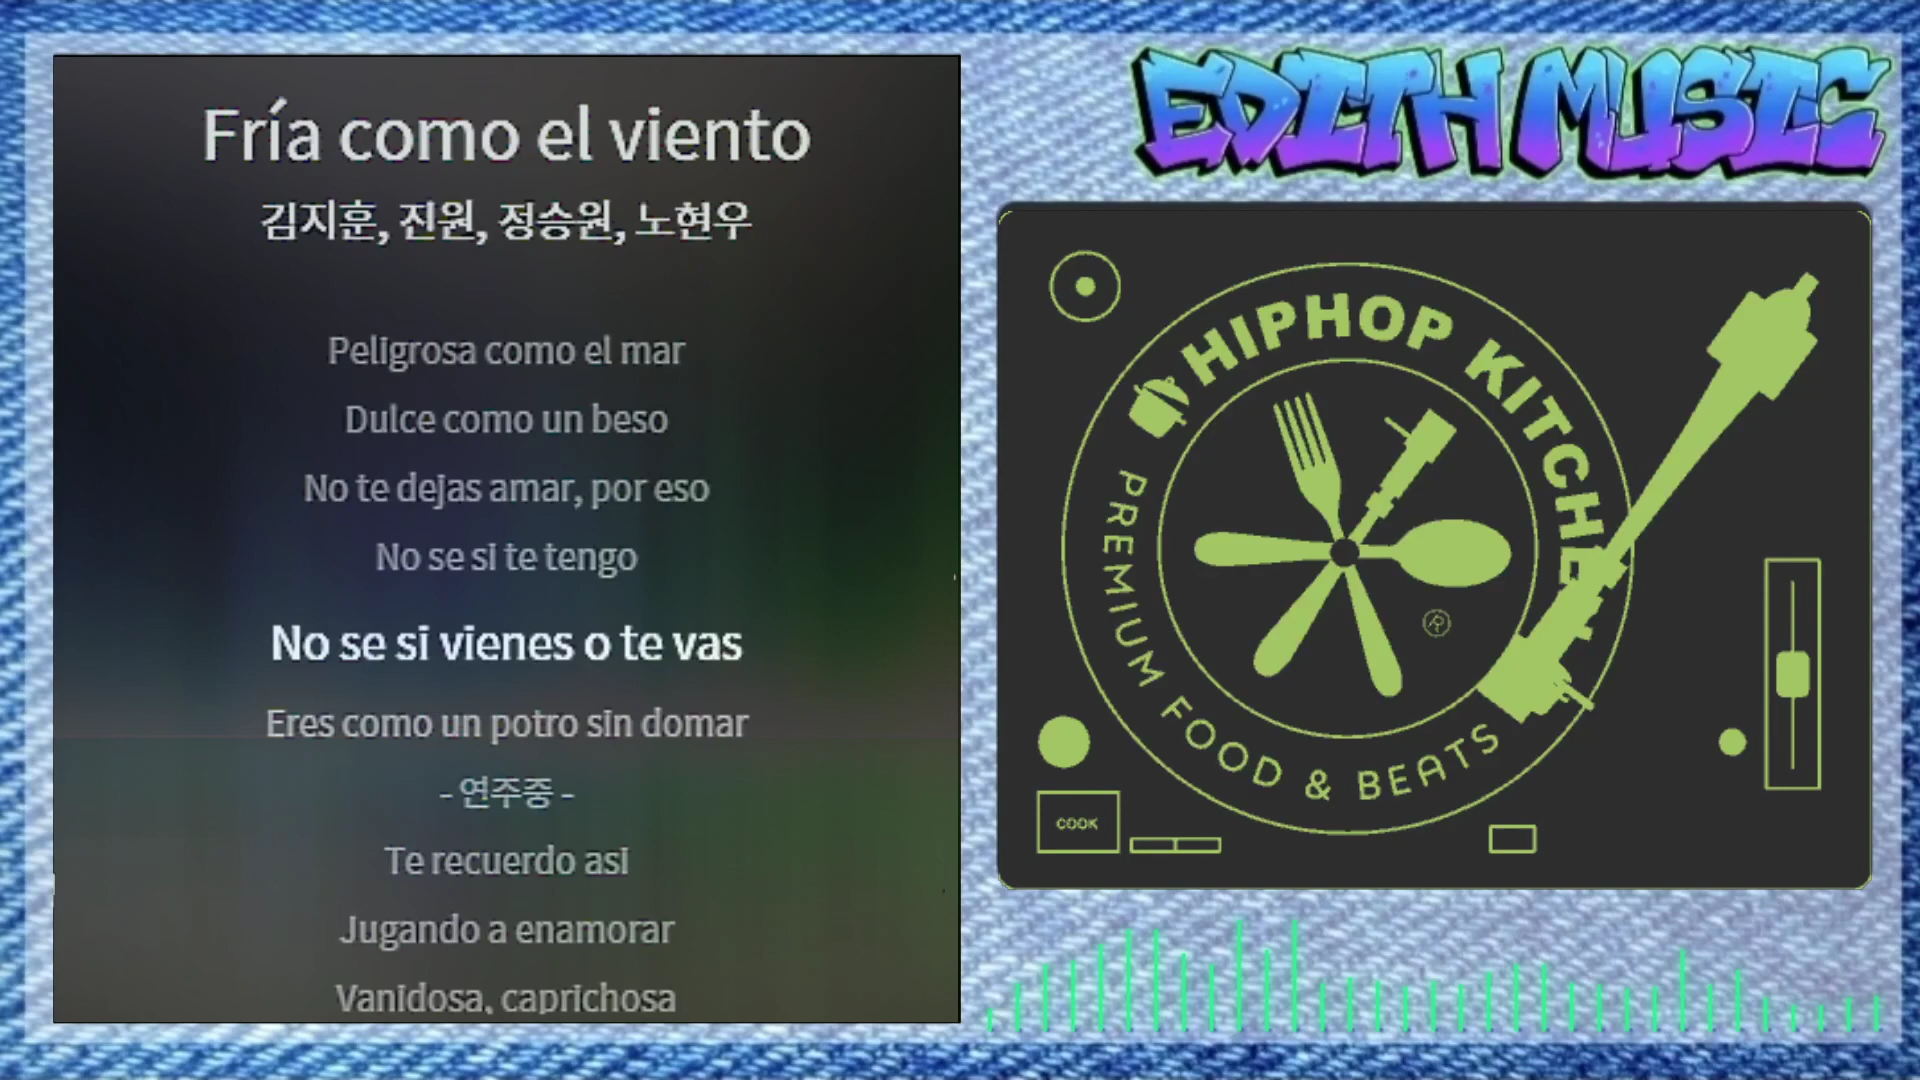 Fría como el viento
김지훈, 진원, 정승원, 노현우
Peligrosa como el mar
Dulce como un beso
No te dejas amar, por eso
No se si te tengo
No se si vienes o te vas
Eres como un potro sin domar
- 연주중 -
Te recuerdo asi
Jugando a enamorar
Vanidosa, caprichosa
EDITH MUSIC
HIPHOP KITCHE
PREMIUM FOOD & BEATS
®
COOK